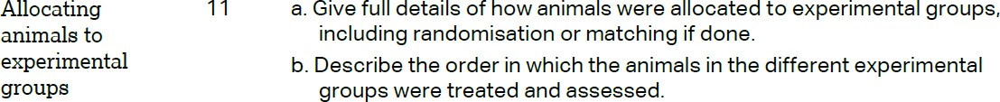 Allocating 11 a. Give full details of how animals were allocated to experimental groups,
animals to including randomisation or matching if done.
experimental b. Describe the order in which the animals in the different experimental
groups groups were treated and assessed.